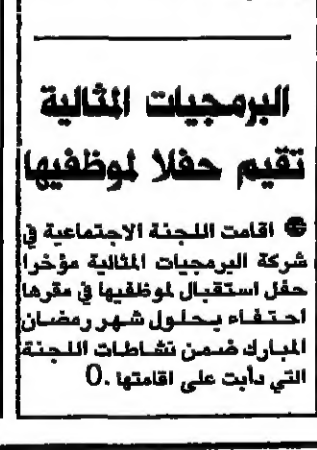 البرمجيات المثالية
تقيم حفلا لموظفيها
اقامت اللجنة الاجتماعية في
شركة البرمجيات المثالية مؤخرا
حفل استقبال لموظفيها في مقرها
احتفاء بحلول شهر رمضان
المبارك ضمن نشاطات اللجنة
التي دأبت على اقامتها .O